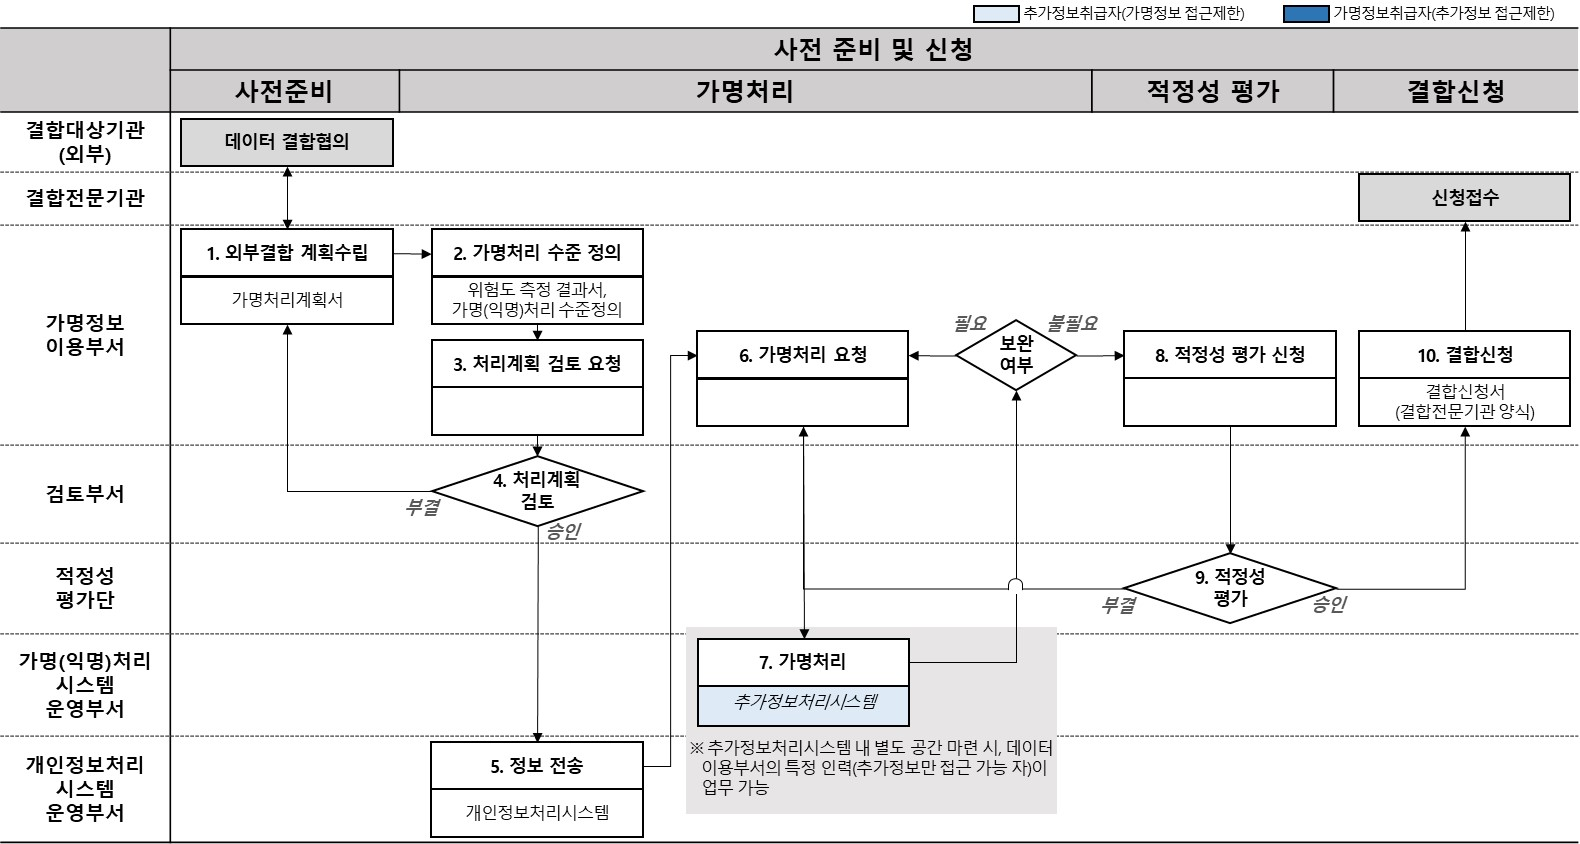 추가정보취급자(가명정보 접근제한)
가명정보취급자(추가정보 접근제한)
사전 준비 및 신청
사전준비
가명처리
적정성 평가
결합신청
결합대상기관
(외부)
데이터 결합협의
결합전문기관
신청접수
가명정보
이용부서
1. 외부결합 계획수립
가명처리계획서
2. 가명처리 수준 정의
위험도 측정 결과서,
가명(익명)처리 수준정의
3. 처리계획 검토 요청
6. 가명처리 요청
필요
보완
여부
불필요
8. 적정성 평가 신청
10. 결합신청
결합신청서
(결합전문기관 양식)
검토부서
4. 처리계획
검토
부결
승인
적정성
평가단
9. 적정성
평가
부결
승인
가명(익명)처리
시스템
운영부서
7. 가명처리
추가정보처리시스템
※ 추가정보처리시스템 내 별도 공간 마련 시, 데이터
이용부서의 특정 인력(추가정보만 접근 가능 자)이
업무 가능
개인정보처리
시스템
운영부서
5. 정보 전송
개인정보처리시스템